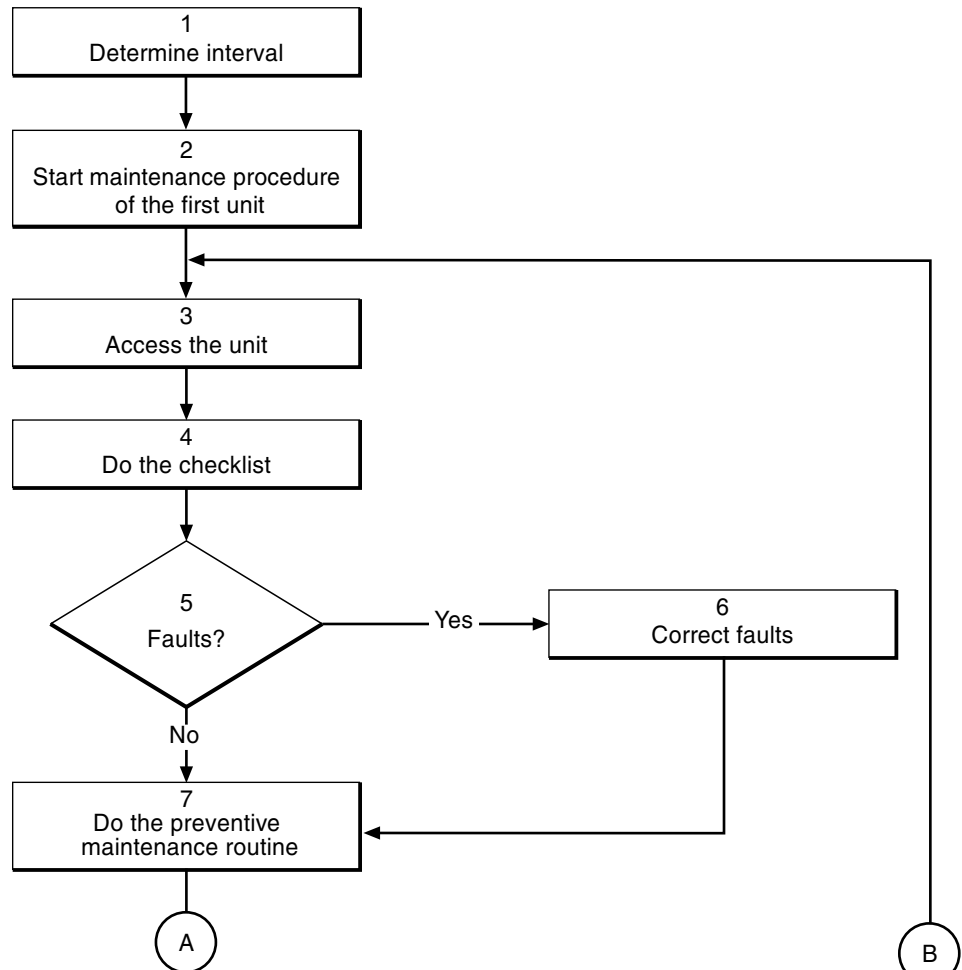 1
Determine interval
2
Start maintenance procedure
of the first unit
3
Access the unit
4
Do the checklist
5
Faults?
Yes
6
Correct faults
No
7
Do the preventive
maintenance routine
A
B